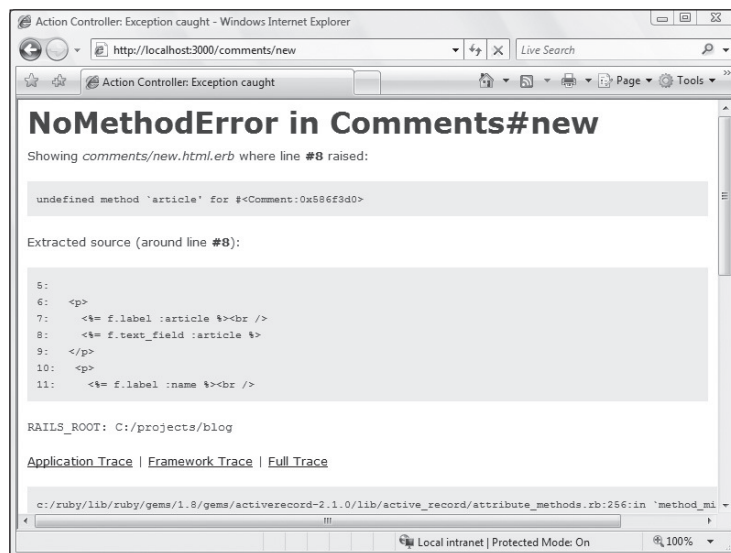 Action Controller: Exception caught - Windows Internet Explorer
http://localhost:3000/comments/new
Live Search
Action Controller: Exception caught
Page
Tools
NoMethodError in Comments#new
Showing comments/new.html.erb where line #8 raised:
undefined method `article' for #<Comment:0x586f3d0>
Extracted source (around line #8):
5:
6: <p>
7: <%= f.label :article %><br />
8: <%= f.text_field :article %>
9: </p>
10: <p>
11: <%= f.label :name %><br />
RAILS_ROOT: C:/projects/blog
Application Trace | Framework Trace | Full Trace
c:/ruby/lib/ruby/gems/1.8/gems/activerecord-2.1.0/lib/active_record/attribute_methods.rb:256:in `method_mi
Local intranet | Protected Mode: On
100%